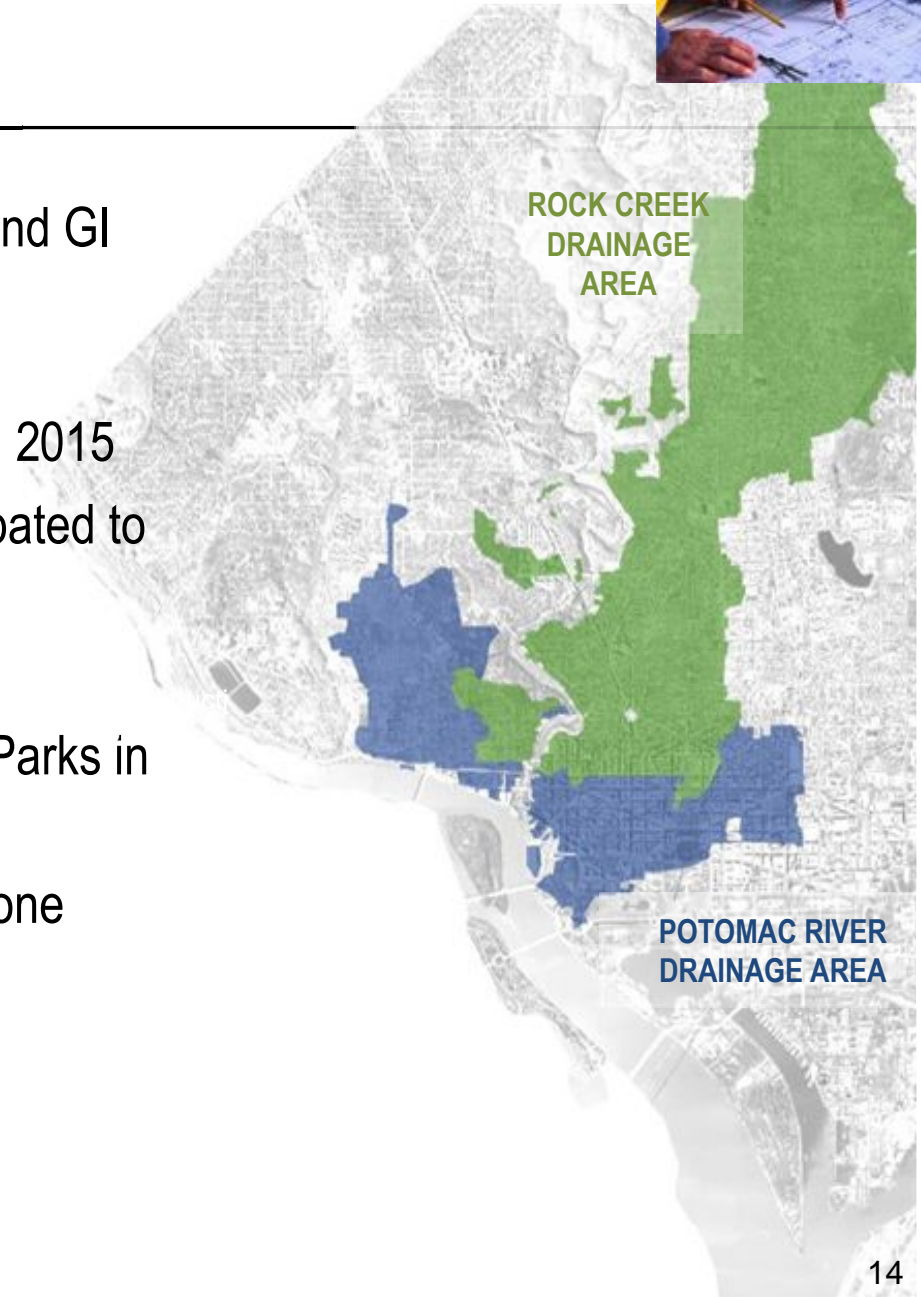 nd GI
ROCK CREEK
DRAINAGE
AREA
2015
pated to
Parks in
one
POTOMAC RIVER
DRAINAGE AREA
14